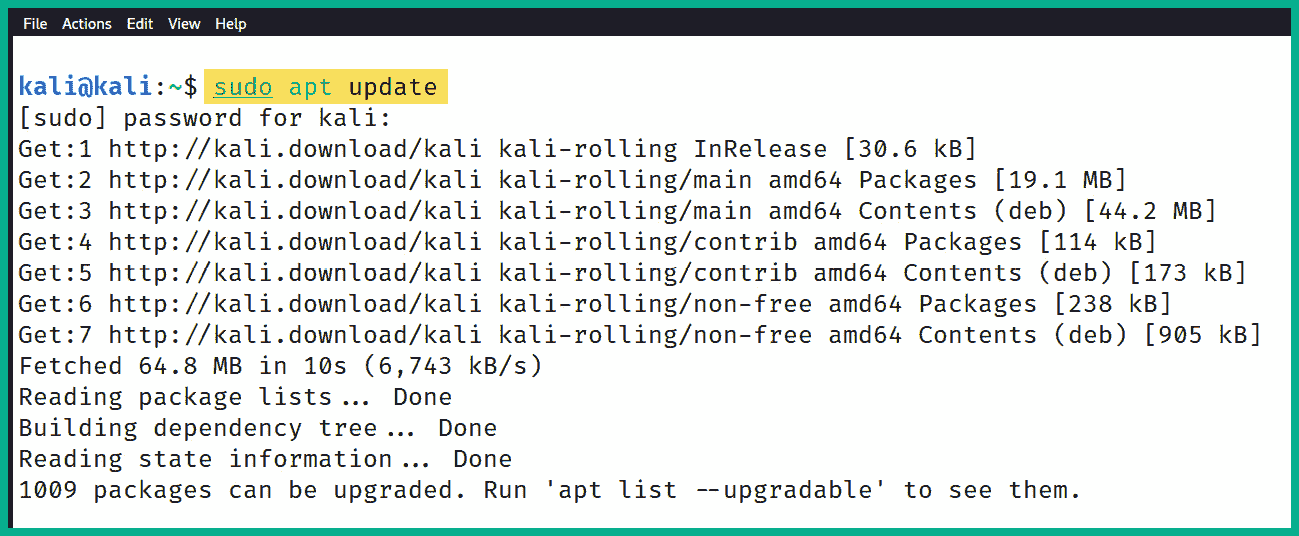 File Actions Edit View Help
kali@kali:~$ sudo apt update
[sudo] password for kali:
Get:1 http://kali.download/kali kali-rolling InRelease [30.6 kB]
Get:2 http://kali.download/kali kali-rolling/main amd64 Packages [19.1 MB]
Get:3 http://kali.download/kali kali-rolling/main amd64 Contents (deb) [44.2 MB]
Get:4 http://kali.download/kali kali-rolling/contrib amd64 Packages [114 kB]
Get:5 http://kali.download/kali kali-rolling/contrib amd64 Contents (deb) [173 kB]
Get:6 http://kali.download/kali kali-rolling/non-free amd64 Packages [238 kB]
Get:7 http://kali.download/kali kali-rolling/non-free amd64 Contents (deb) [905 kB]
Fetched 64.8 MB in 10s (6,743 kB/s)
Reading package lists... Done
Building dependency tree... Done
Reading state information... Done
1009 packages can be upgraded. Run 'apt list --upgradable' to see them.